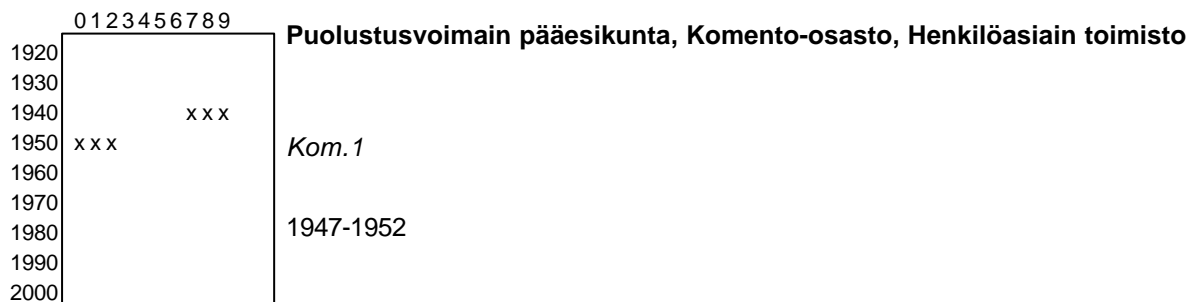 0123456789
Puolustusvoimain pääesikunta, Komento-osasto, Henkilöasiain toimisto
1920
1930
1940 x x x
1950 x x x
Kom.1
1960
1970
1980
1947-1952
1990
2000